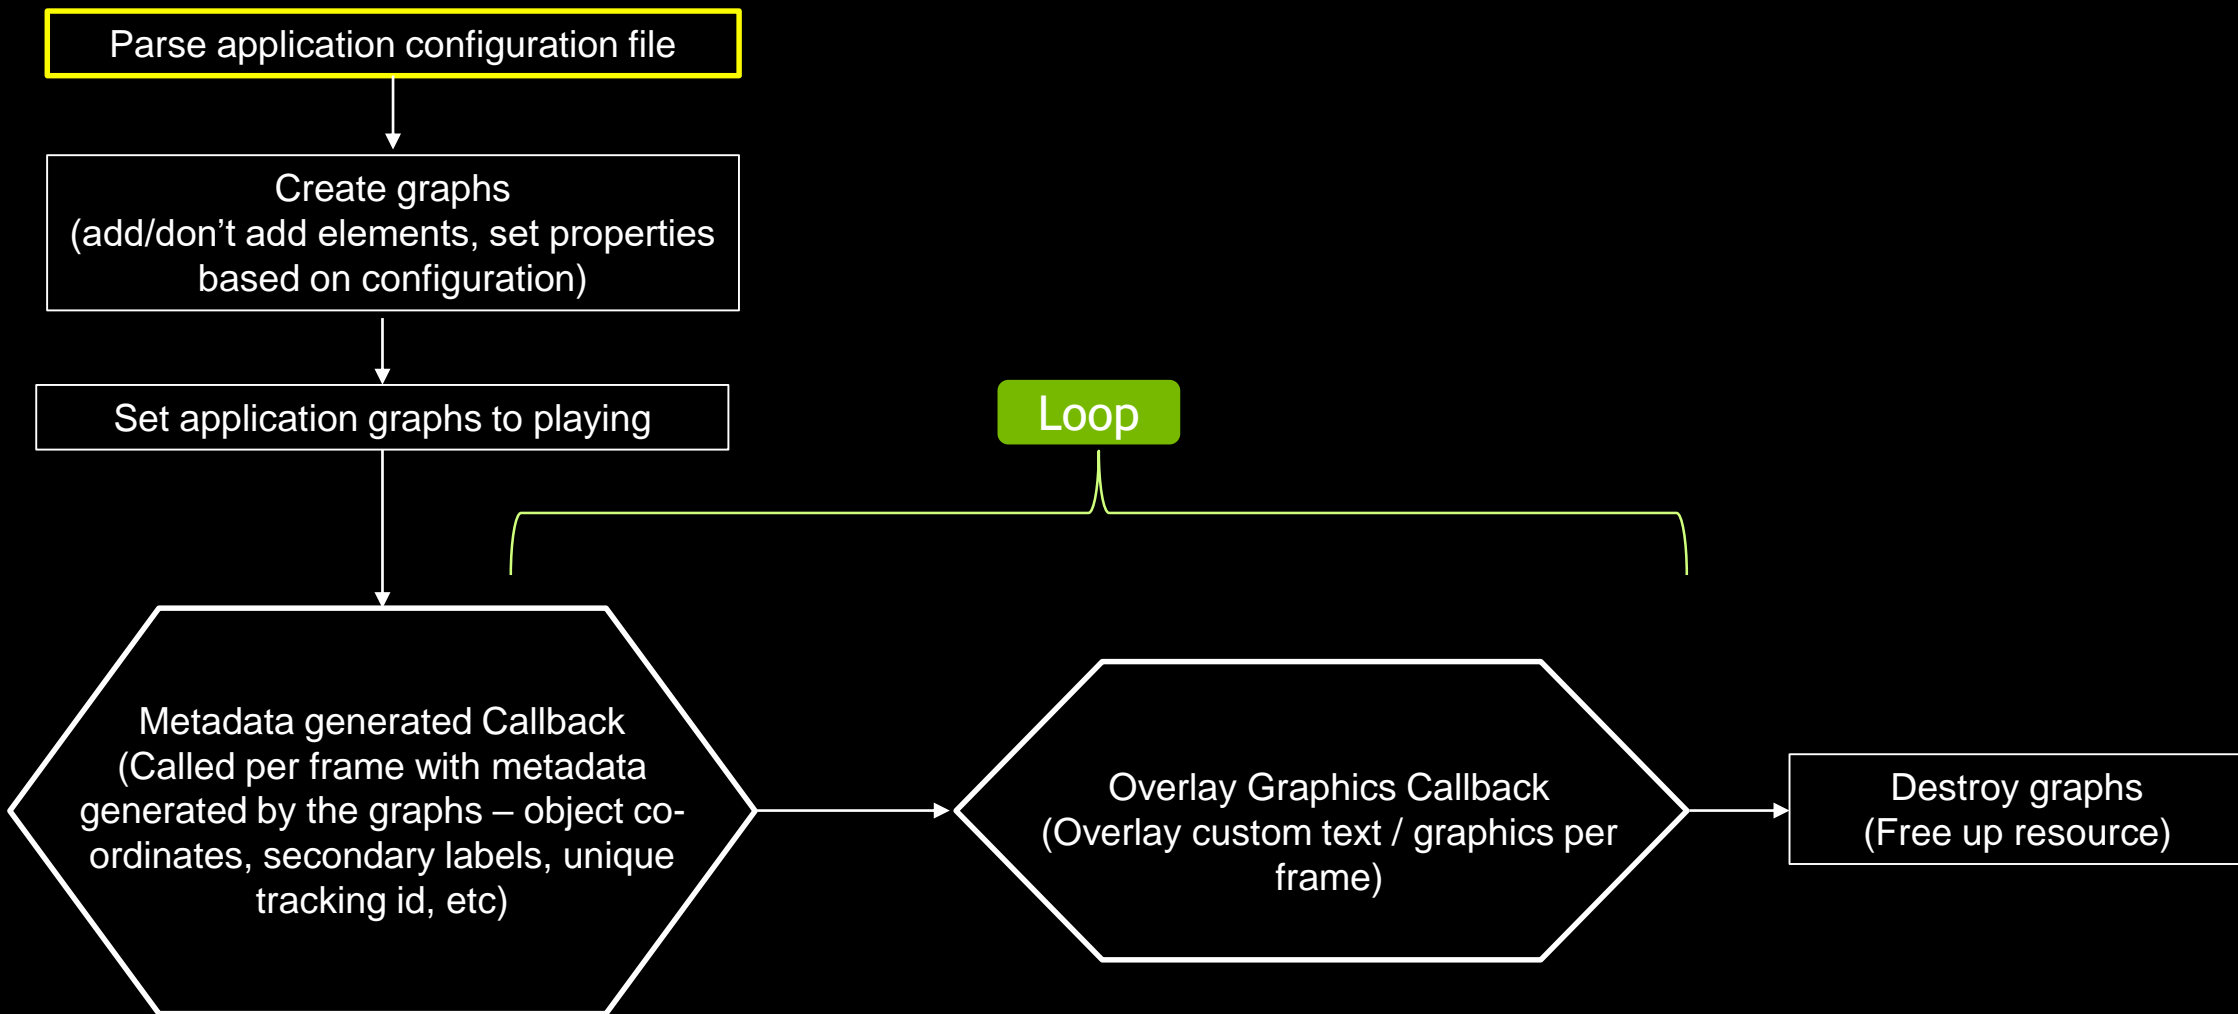 Parse application configuration file
Create graphs
(add/don’t add elements, set properties
based on configuration)
Set application graphs to playing
Loop
Metadata generated Callback
(Called per frame with metadata
generated by the graphs – object co-
ordinates, secondary labels, unique
tracking id, etc)
Overlay Graphics Callback
(Overlay custom text / graphics per
frame)
Destroy graphs
(Free up resource)